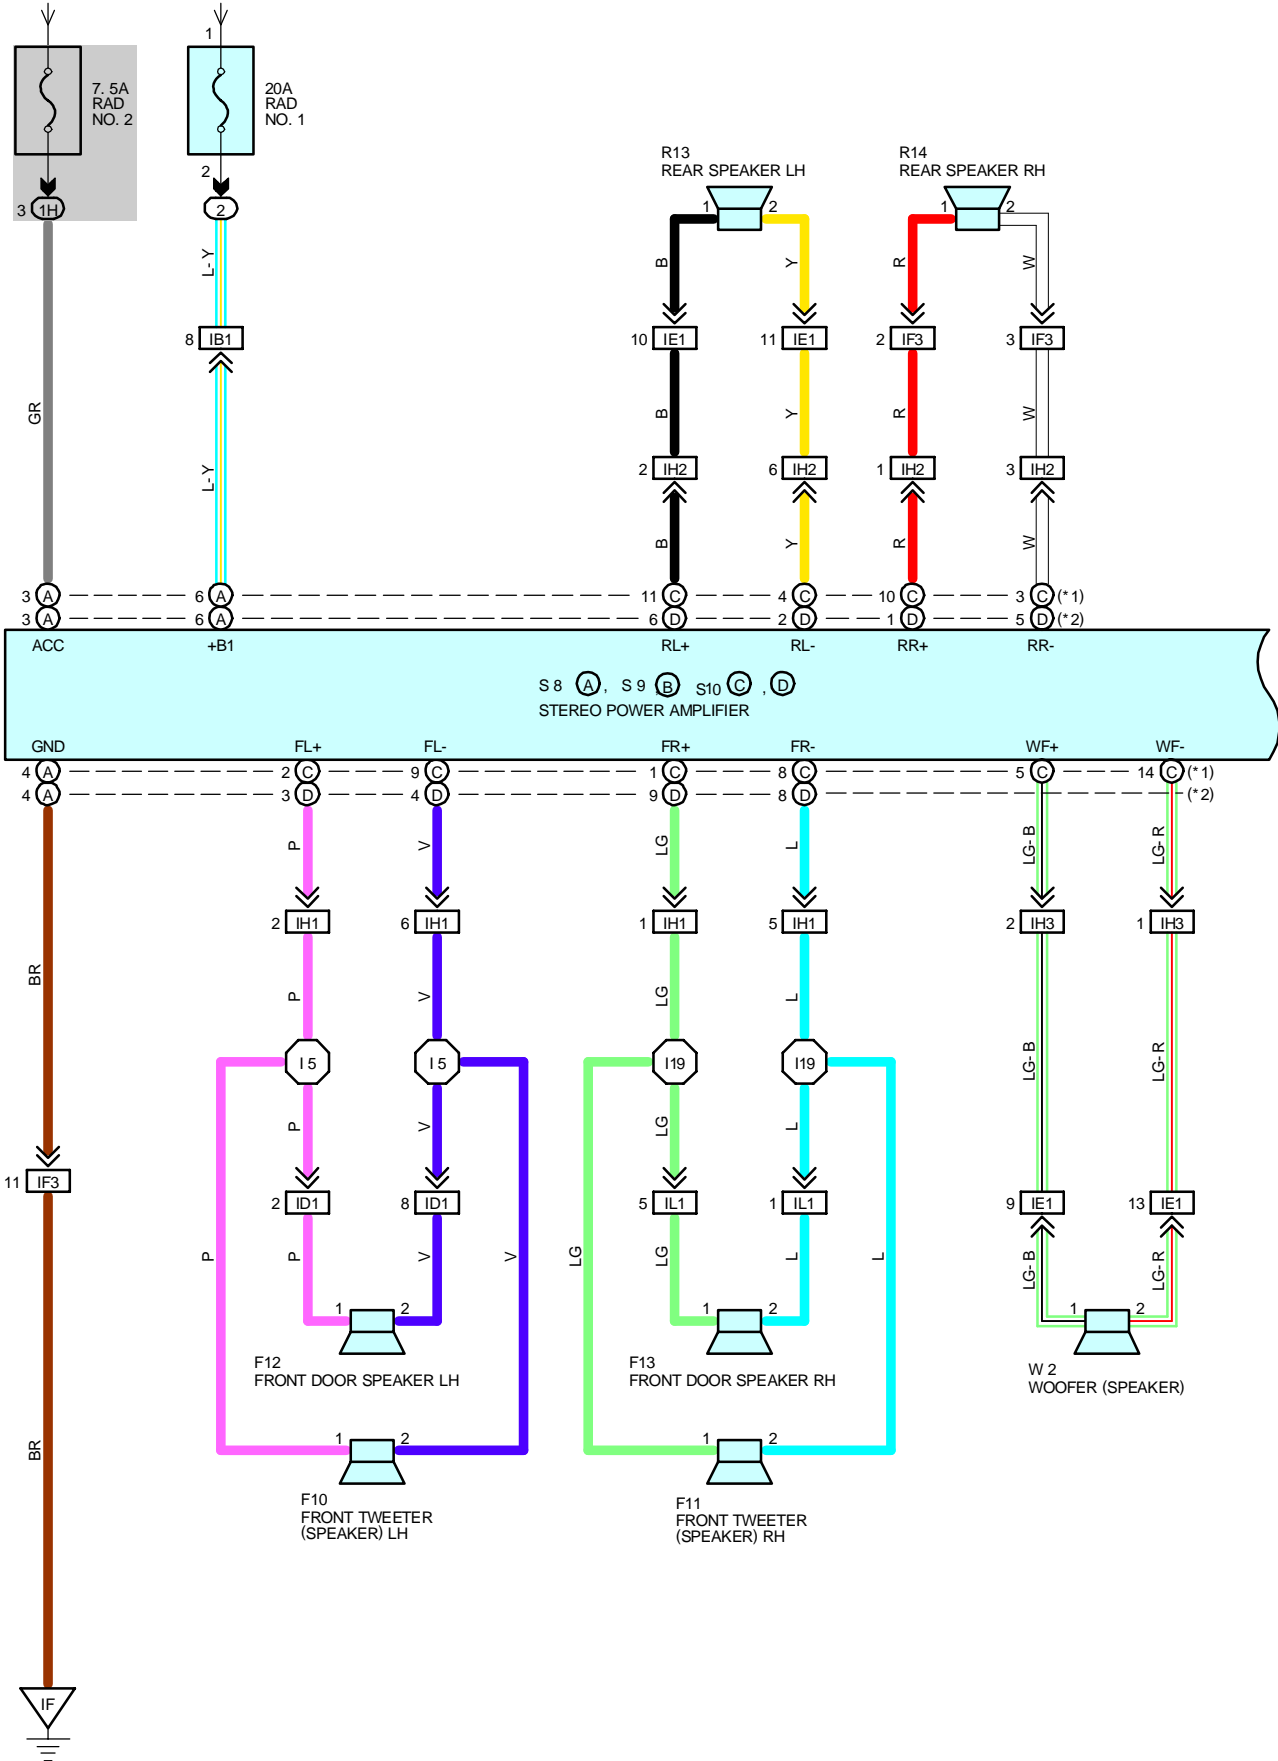 1
7. 5A
RAD
NO. 2
20A
RAD
NO. 1
2
3 1H
2
R13
REAR SPEAKER LH
R14
REAR SPEAKER RH
1 2
1 2
L-Y
B
Y
R
W
8 IB1
10 IE1
11 IE1
2 IF3
3 IF3
GR
B
Y
R
W
L-Y
2 IH2
6 IH2
1 IH2
3 IH2
B
Y
R
W
3 A
6 A
11 C
4 C
10 C
3 C (*1)
3 A
6 A
6 D
2 D
1 D
5 D (*2)
ACC
+B1
RL+
RL-
RR+
RR-
S 8 A, S 9 B S10 C , D
STEREO POWER AMPLIFIER
GND
FL+
FL-
FR+
FR-
WF+
WF-
4 A
2 C
9 C
1 C
8 C
5 C
14 C (*1)
4 A
3 D
4 D
9 D
8 D
(*2)
P
V
LG
L
LG-B
LG-R
2 IH1
6 IH1
1 IH1
5 IH1
2 IH3
1 IH3
BR
P
V
LG
L
I 5
I 5
I19
I19
LG-B
LG-R
P
V
LG
L
11 IF3
2 ID1
8 ID1
5 IL1
1 IL1
9 IE1
13 IE1
P
P
V
V
LG
LG
L
L
LG-B
LG-R
1 2
1 2
1 2
F12
FRONT DOOR SPEAKER LH
F13
FRONT DOOR SPEAKER RH
W 2
WOOFER (SPEAKER)
BR
1 2
1 2
F10
FRONT TWEETER
(SPEAKER) LH
F11
FRONT TWEETER
(SPEAKER) RH
IF